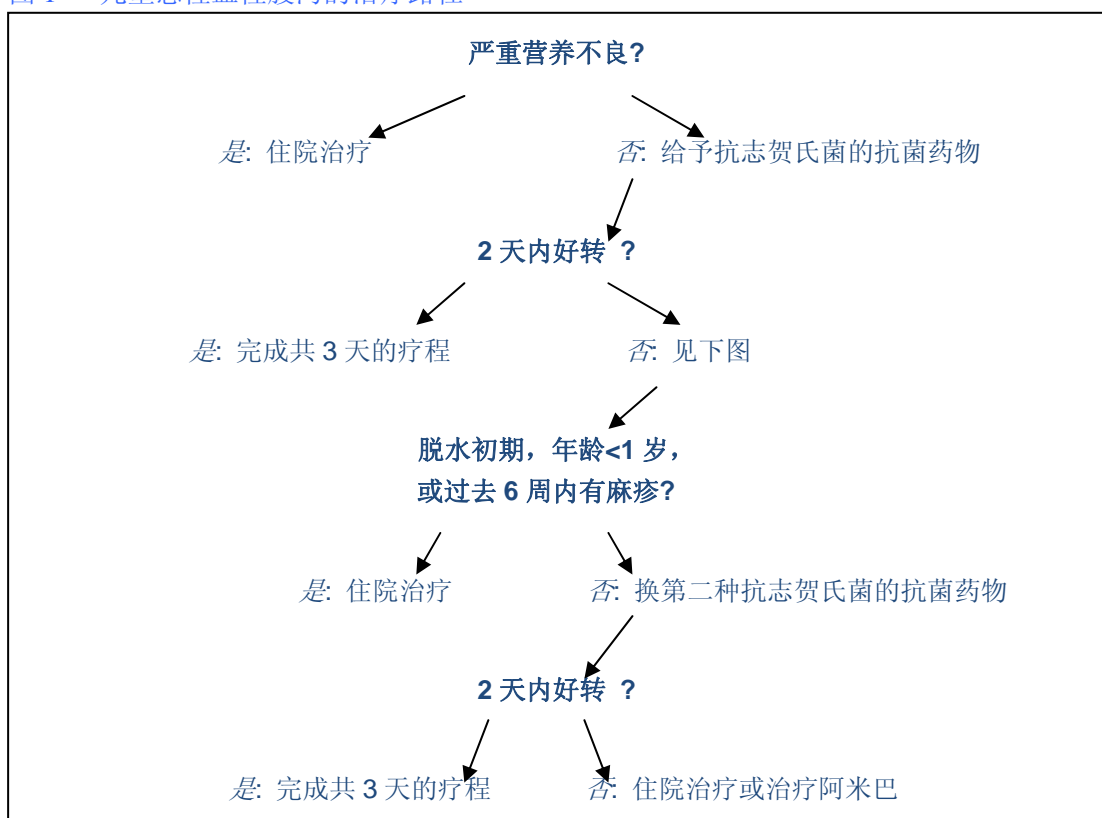 严重营养不良?
是: 住院治疗 否: 给予抗志贺氏菌的抗菌药物
2 天内好转 ?
是: 完成共 3 天的疗程 否: 见下图
脱水初期，年龄<1 岁，
或过去 6 周内有麻疹?
是: 住院治疗 否: 换第二种抗志贺氏菌的抗菌药物
2 天内好转 ?
是: 完成共 3 天的疗程 否: 住院治疗或治疗阿米巴